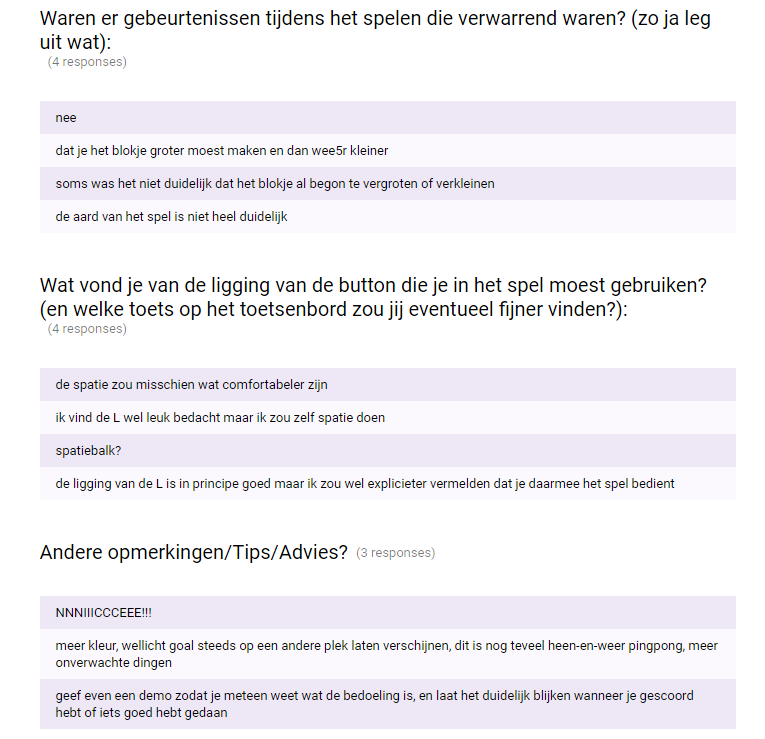 Waren er gebeurtenissen tijdens het spelen die verwarrend waren? (zo ja leg
uit wat):
(4 responses)
nee
dat je het blokje groter moest maken en dan wee5r kleiner
soms was het niet duidelijk dat het blokje al begon te vergroten of verkleinen
de aard van het spel is niet heel duidelijk
Wat vond je van de ligging van de button die je in het spel moest gebruiken?
(en welke toets op het toetsenbord zou jij eventueel fijner vinden?):
(4 responses)
de spatie zou misschien wat comfortabeler zijn
ik vind de L wel leuk bedacht maar ik zou zelf spatie doen
spatiebalk?
de ligging van de L is in principe goed maar ik zou wel explicieter vermelden dat je daarmee het spel bedient
Andere opmerkingen/Tips/Advies? (3 responses)
NNNIIICCCEEE!!!
meer kleur, wellicht goal steeds op een andere plek laten verschijnen, dit is nog teveel heen-en-weer pingpong, meer
onverwachte dingen
geef even een demo zodat je meteen weet wat de bedoeling is, en laat het duidelijk blijken wanneer je gescoord
hebt of iets goed hebt gedaan